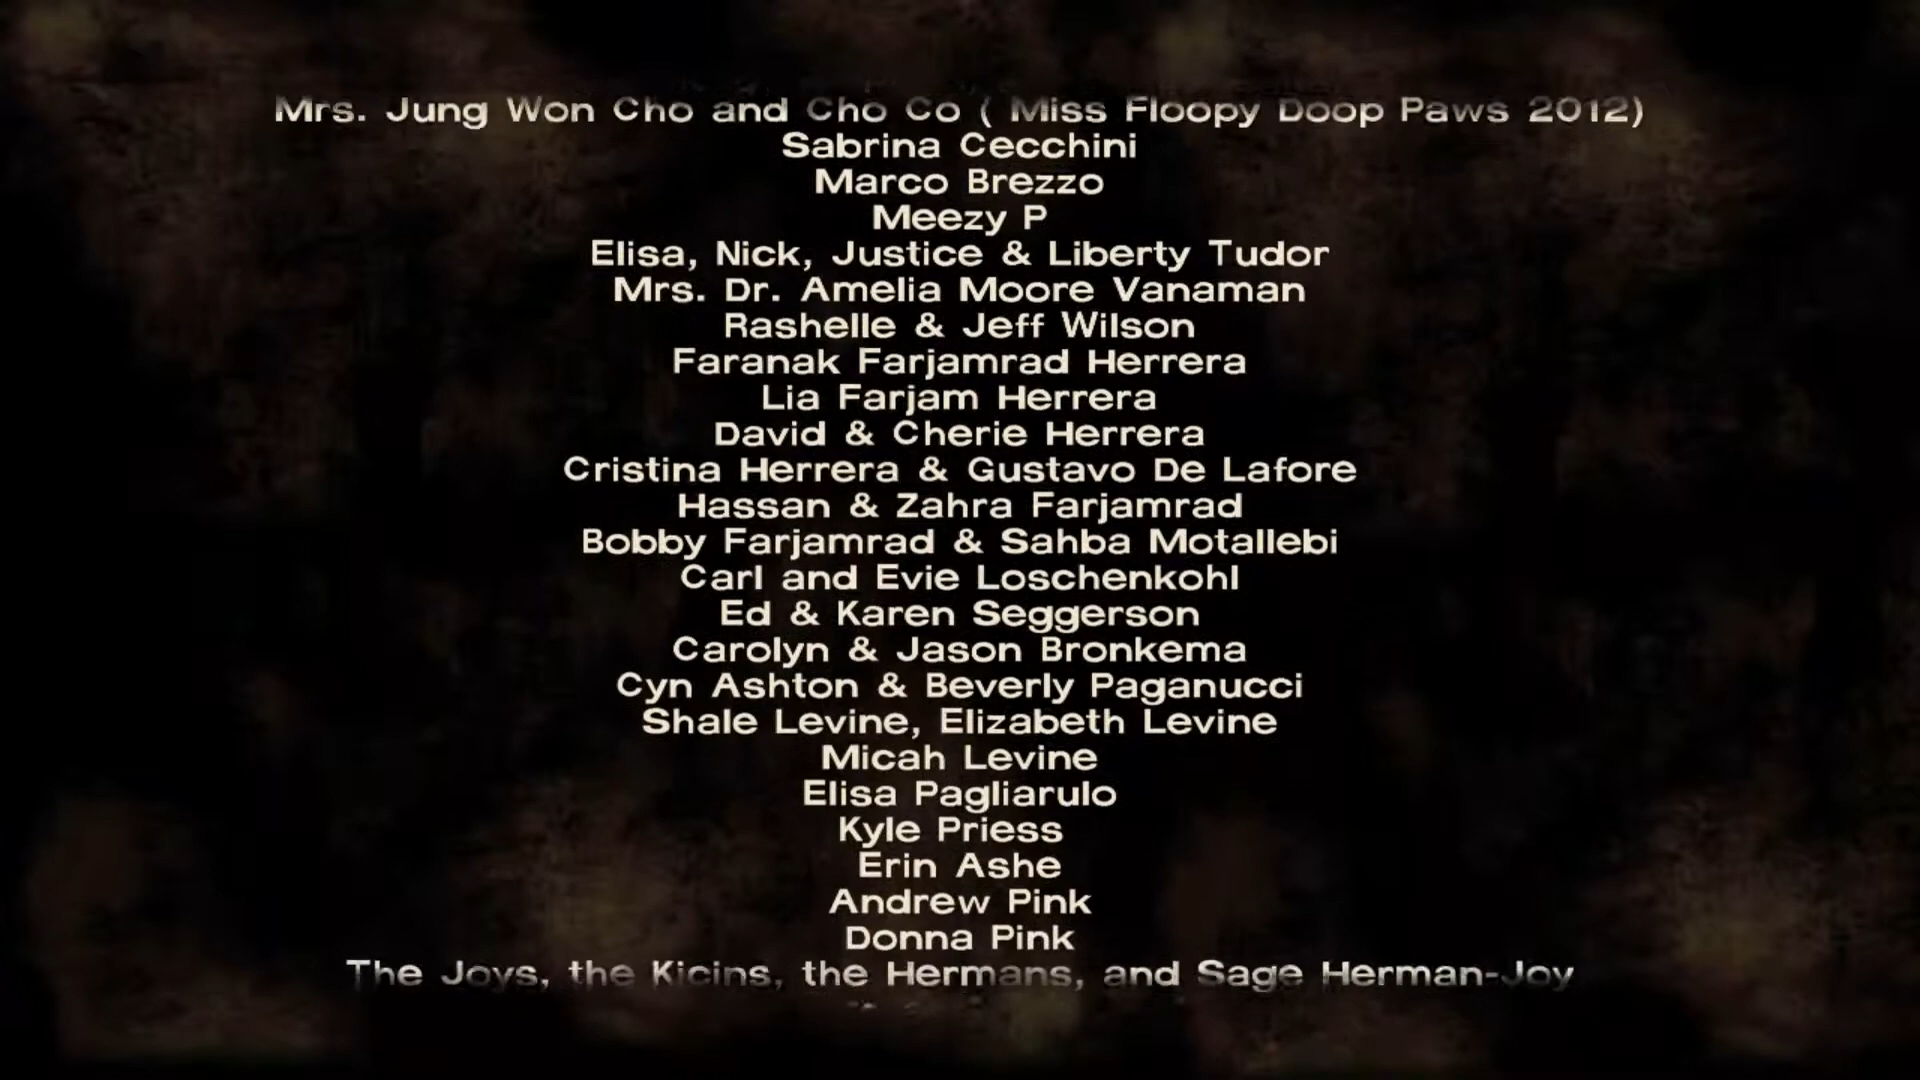 Mrs. Jung Won Cho and Cho Co ( Miss Floopy Doop Paws 2012)
Sabrina Cecchini
Marco Brezzo
Meezy P
Elisa, Nick, Justice & Liberty Tudor
Mrs. Dr. Amelia Moore Vanaman
Rashelle & Jeff Wilson
Faranak Farjamrad Herrera
Lia Farjam Herrera
David & Cherie Herrera
Cristina Herrera & Gustavo De Lafore
Hassan & Zahra Farjamrad
Bobby Farjamrad & Sahba Motallebi
Carl and Evie Loschenkohl
Ed & Karen Seggerson
Carolyn & Jason Bronkema
Cyn Ashton & Beverly Paganucci
Shale Levine, Elizabeth Levine
Micah Levine
Elisa Pagliarulo
Kyle Priess
Erin Ashe
Andrew Pink
Donna Pink
The Joys, the Kicins, the Hermans, and Sage Herman-Joy